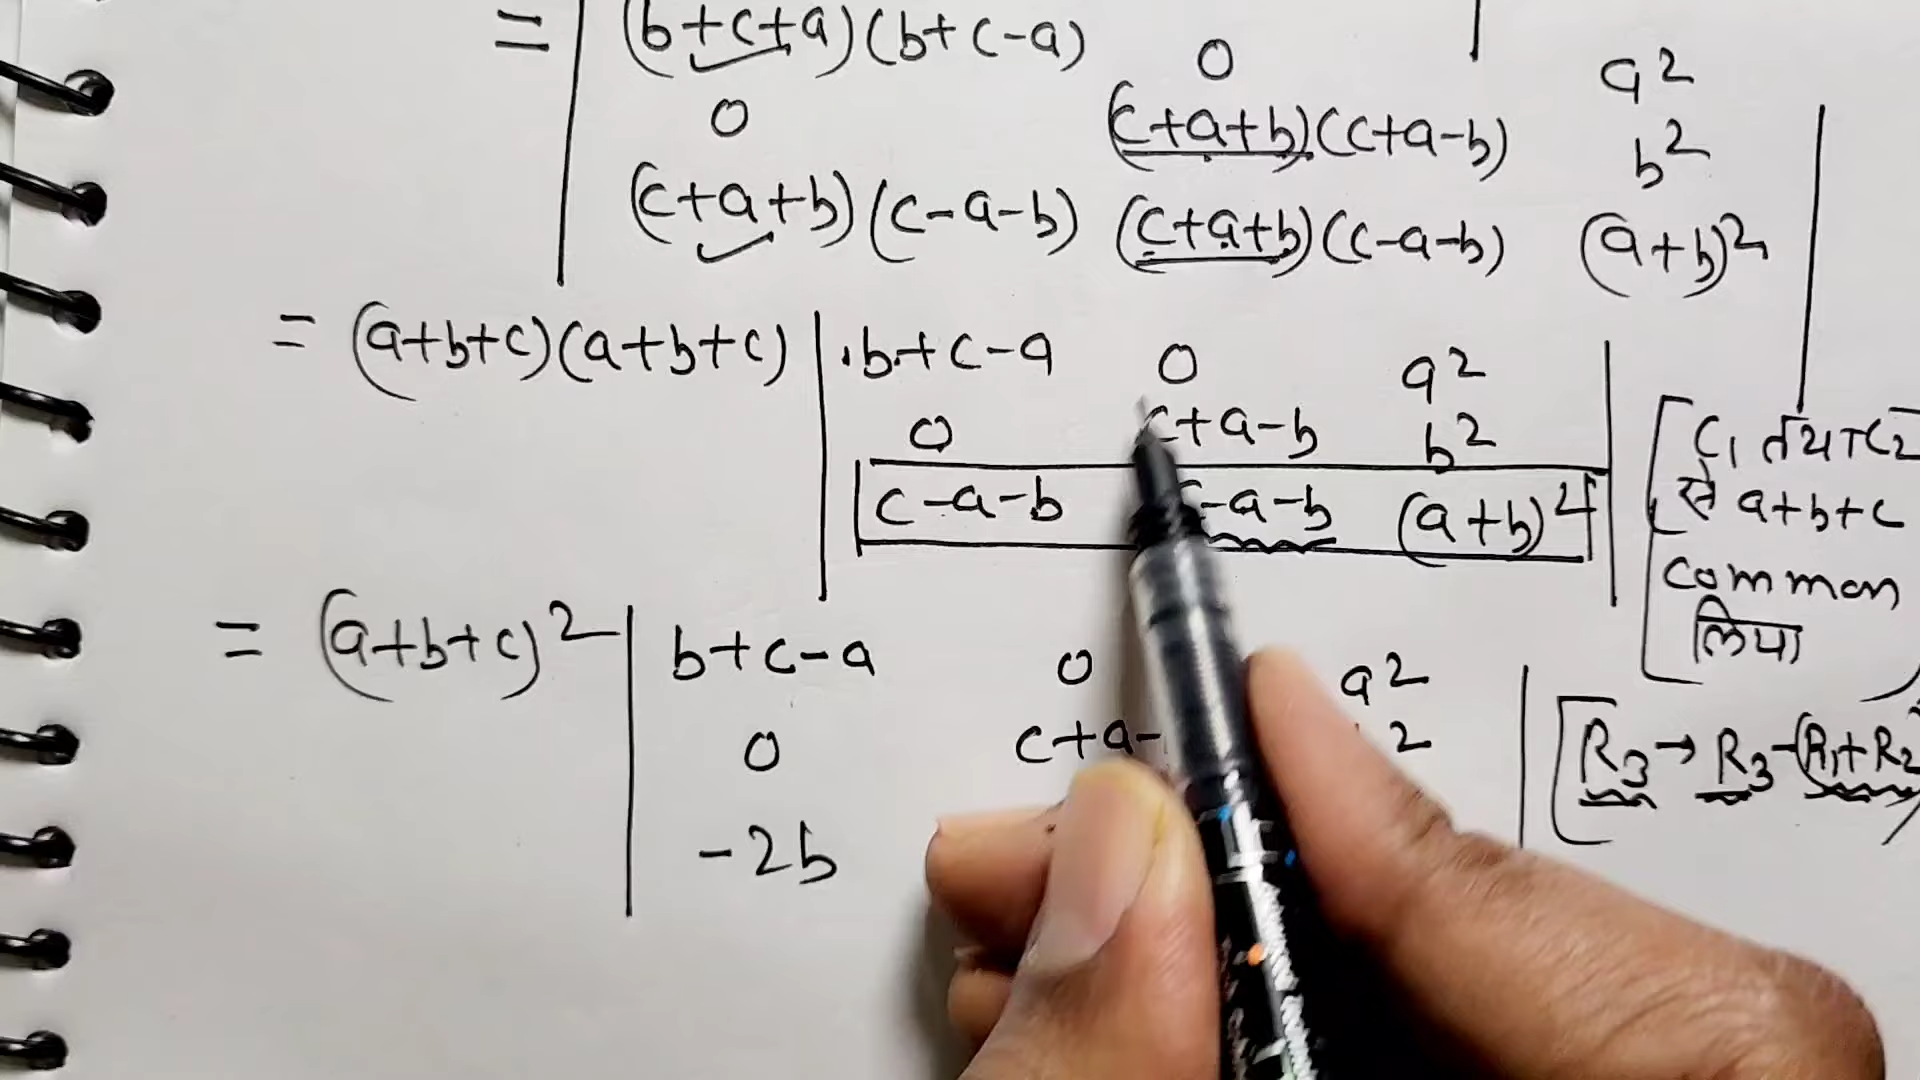 = | (b+c+a)(b+c-a) 0 a² |
0 (c+a+b)(c+a-b) b²
(c+a+b)(c-a-b) (c+a+b)(c-a-b) (a+b)²
= (a+b+c)(a+b+c) | b+c-a 0 a² |
0 c+a-b b² [C₁ तथा C₂
c-a-b -a-b (a+b)² से a+b+c
common
लिया
= (a+b+c)² | b+c-a 0 a² |
0 c+a- 2 [R₃→R₃-(R₁+R₂)
-2b